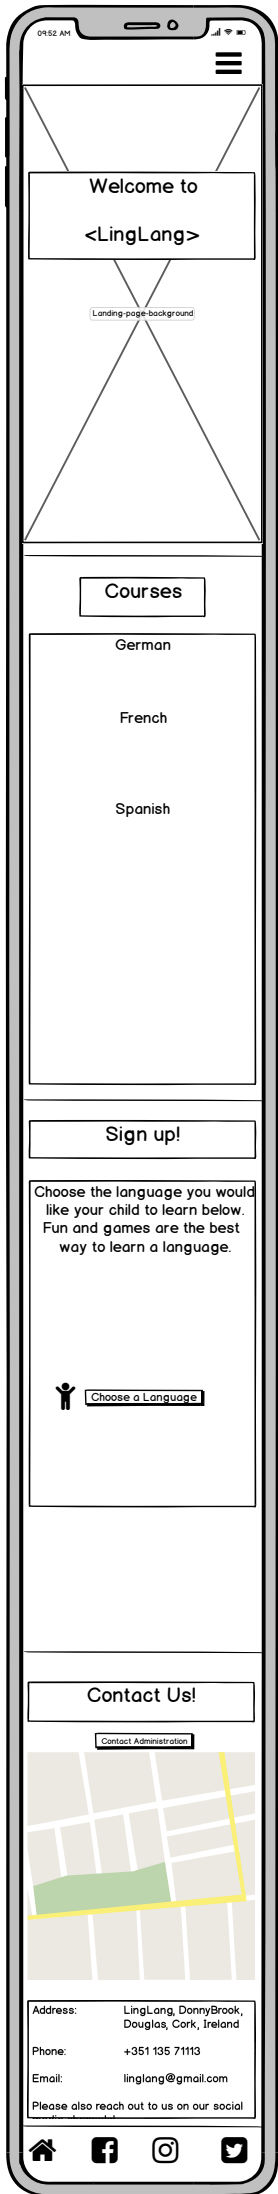 09:52 AM
Welcome to
<LingLang>
Landing-page-background
Courses
German
French
Spanish
Sign up!
Choose the language you would
like your child to learn below.
Fun and games are the best
way to learn a language.
Choose a Language
Contact Us!
Contact Administration
Address: LingLang, DonnyBrook,
Douglas, Cork, Ireland
Phone: +351 135 71113
Email: linglang@gmail.com
Please also reach out to us on our social